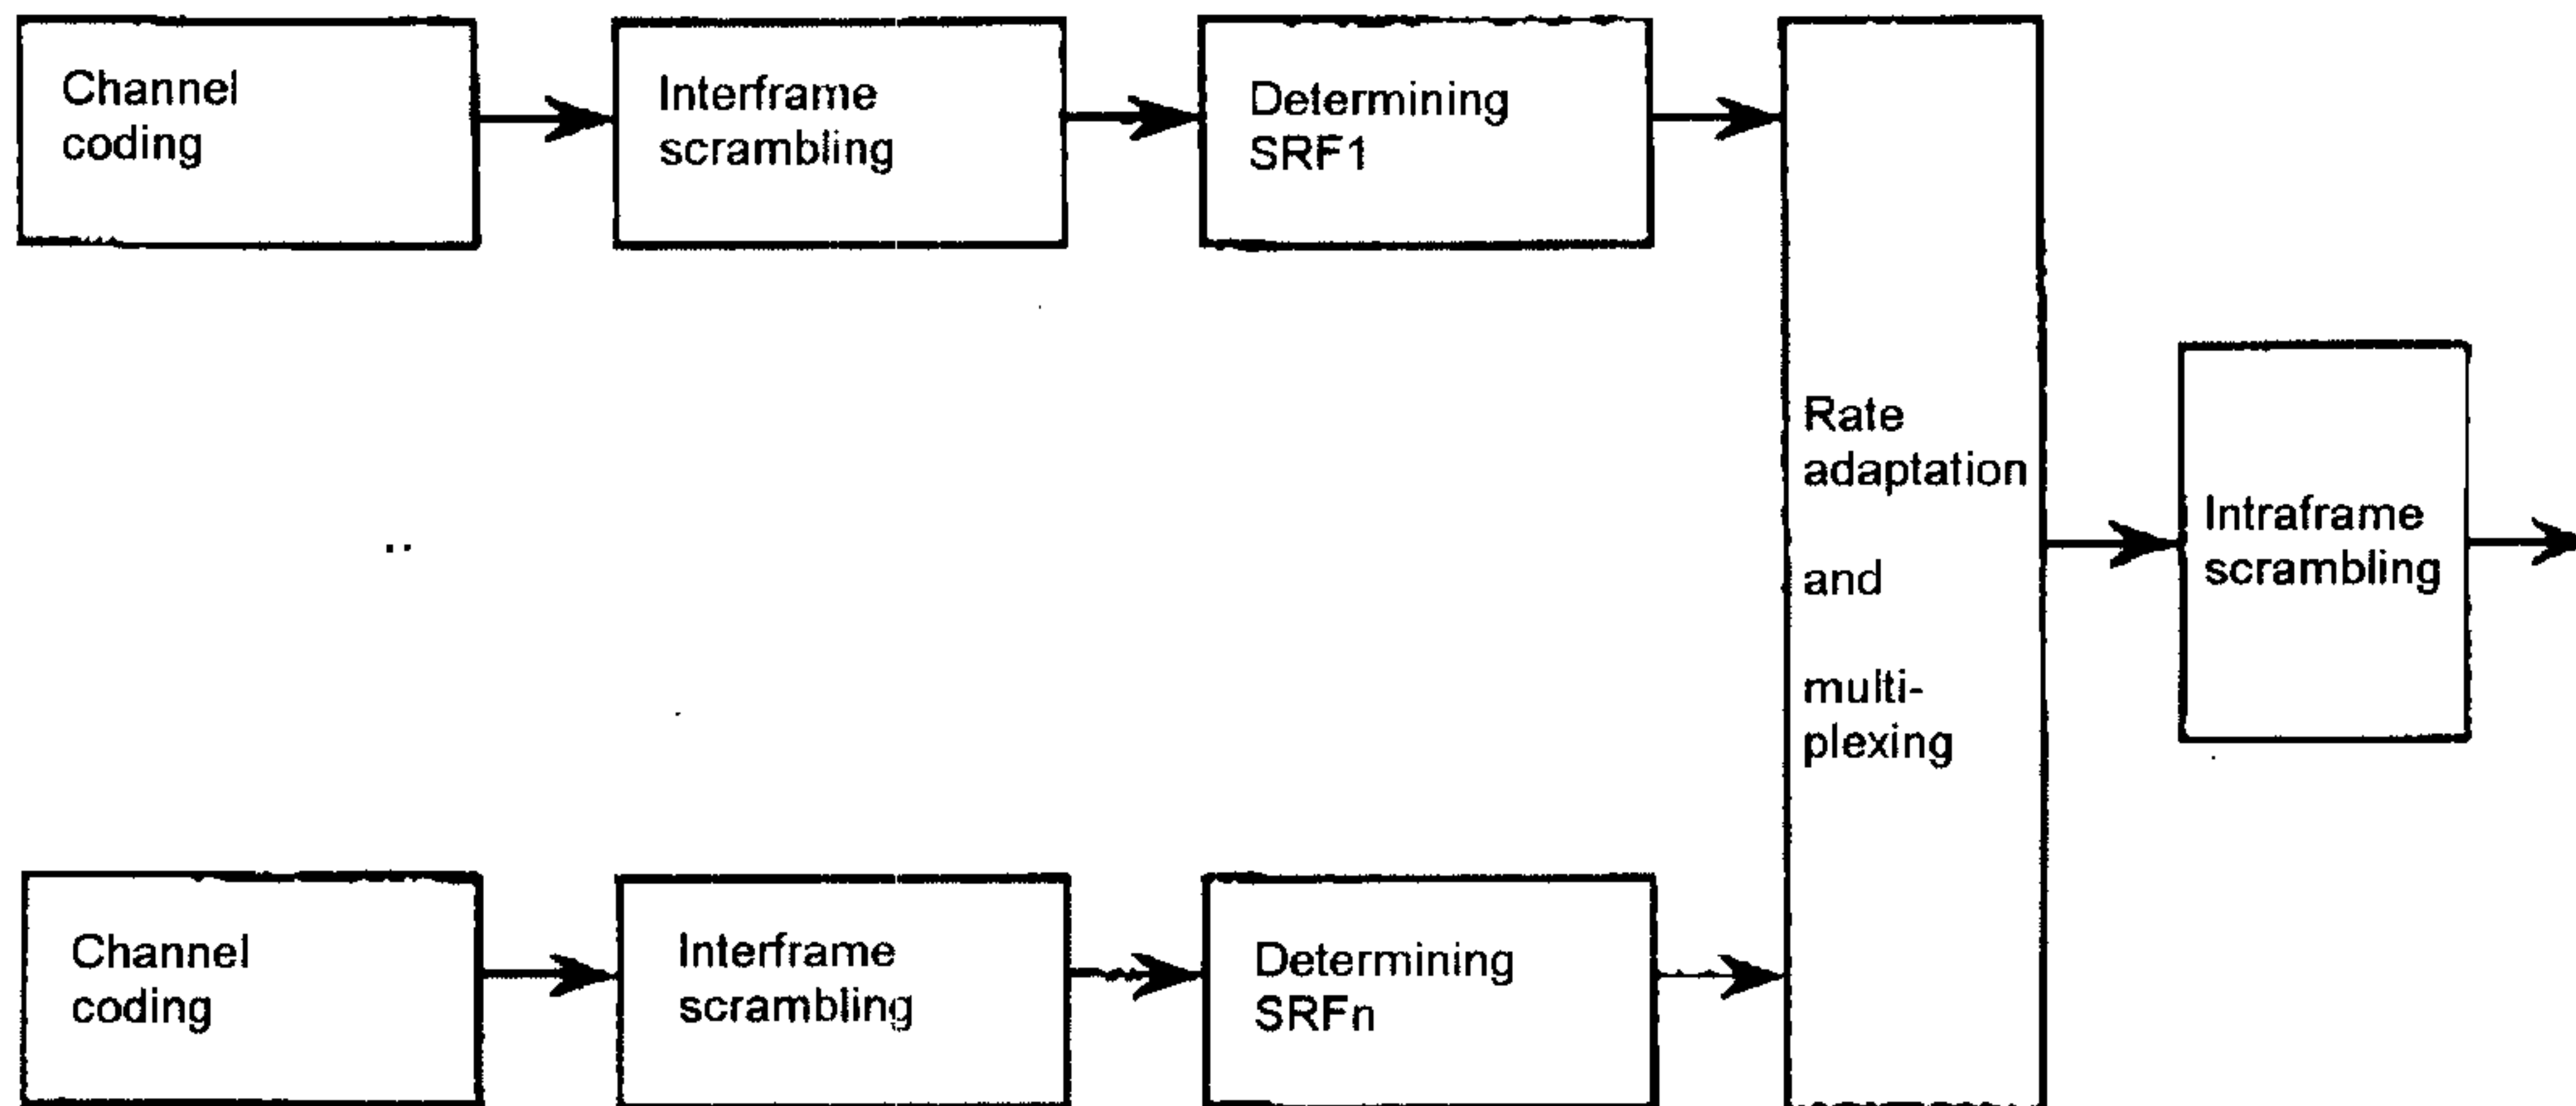 Channel
coding
Interframe
scrambling
Determining
SRF1
Rate
adaptation
and
multi-
plexing
Intraframe
scrambling
..
Channel
coding
Interframe
scrambling
Determining
SRFn